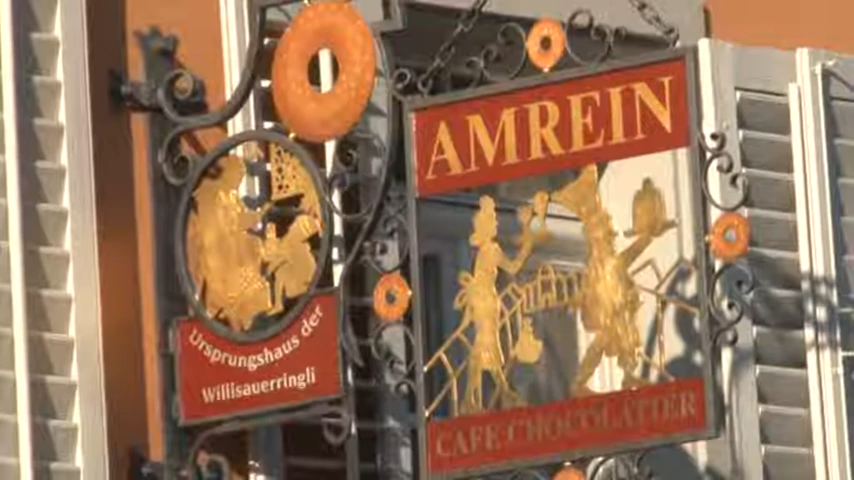 AMREIN
Ursprungshaus der
Willisauerringli
CAFE CHOCOLATIER